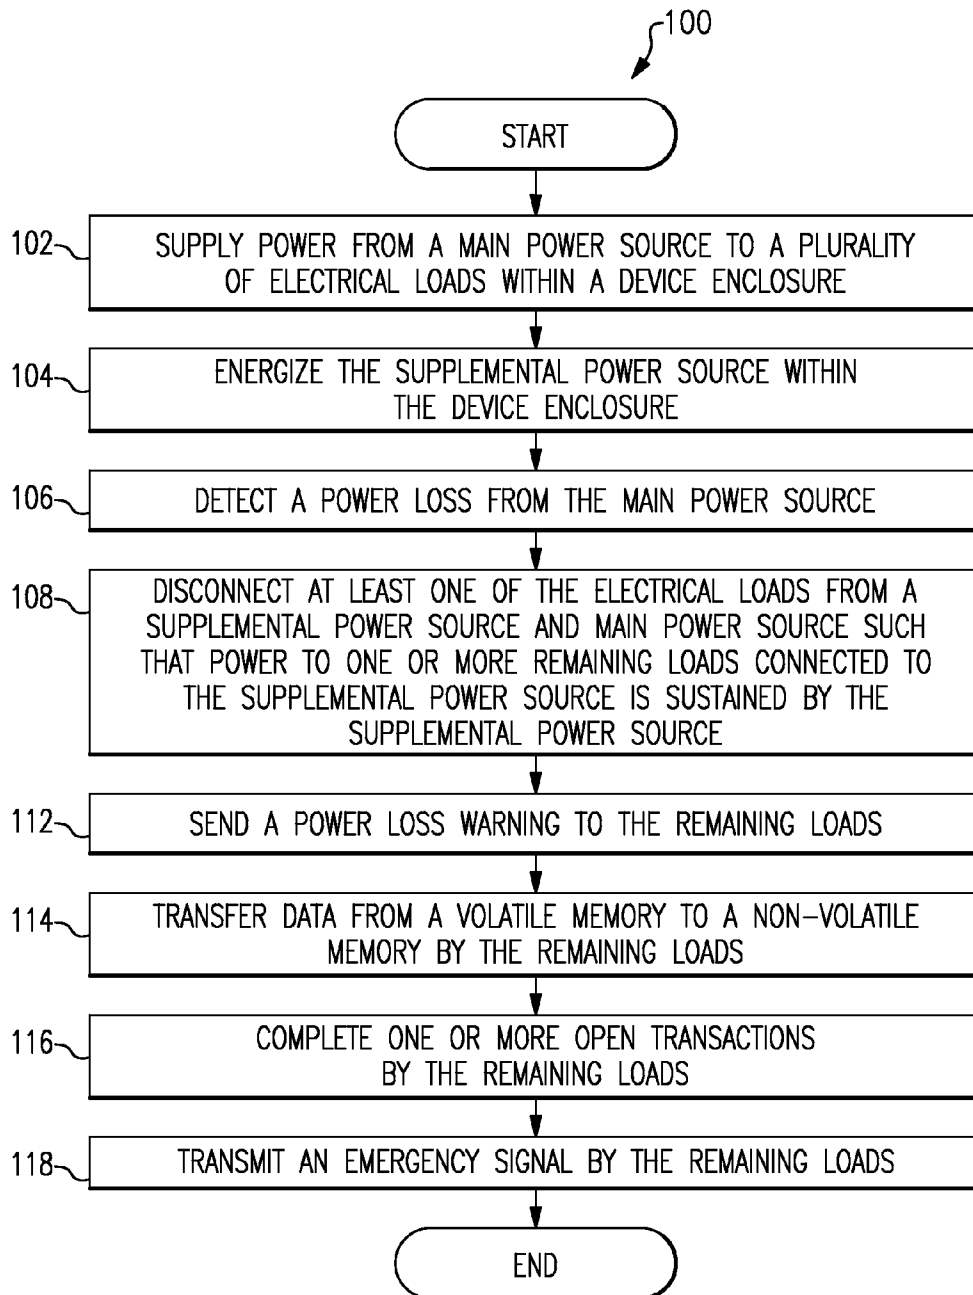 100
START
102
SUPPLY POWER FROM A MAIN POWER SOURCE TO A PLURALITY
OF ELECTRICAL LOADS WITHIN A DEVICE ENCLOSURE
104
ENERGIZE THE SUPPLEMENTAL POWER SOURCE WITHIN
THE DEVICE ENCLOSURE
106
DETECT A POWER LOSS FROM THE MAIN POWER SOURCE
108
DISCONNECT AT LEAST ONE OF THE ELECTRICAL LOADS FROM A
SUPPLEMENTAL POWER SOURCE AND MAIN POWER SOURCE SUCH
THAT POWER TO ONE OR MORE REMAINING LOADS CONNECTED TO
THE SUPPLEMENTAL POWER SOURCE IS SUSTAINED BY THE
SUPPLEMENTAL POWER SOURCE
112
SEND A POWER LOSS WARNING TO THE REMAINING LOADS
114
TRANSFER DATA FROM A VOLATILE MEMORY TO A NON-VOLATILE
MEMORY BY THE REMAINING LOADS
116
COMPLETE ONE OR MORE OPEN TRANSACTIONS
BY THE REMAINING LOADS
118
TRANSMIT AN EMERGENCY SIGNAL BY THE REMAINING LOADS
END